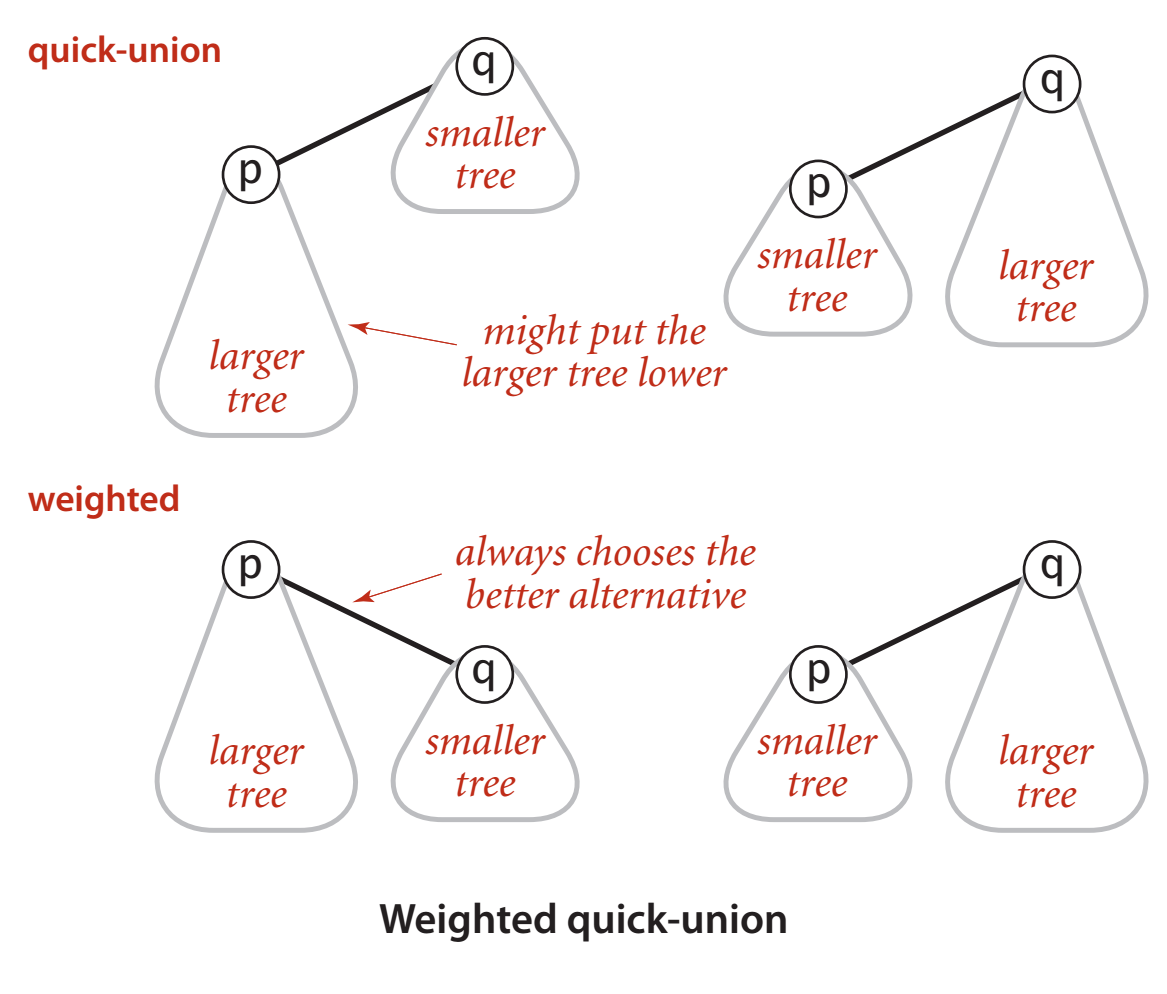 quick-union
q
smaller
tree
p
larger
tree
might put the
larger tree lower
q
p
smaller
tree
larger
tree
weighted
p
larger
tree
always chooses the
better alternative
q
smaller
tree
q
p
smaller
tree
larger
tree
Weighted quick-union